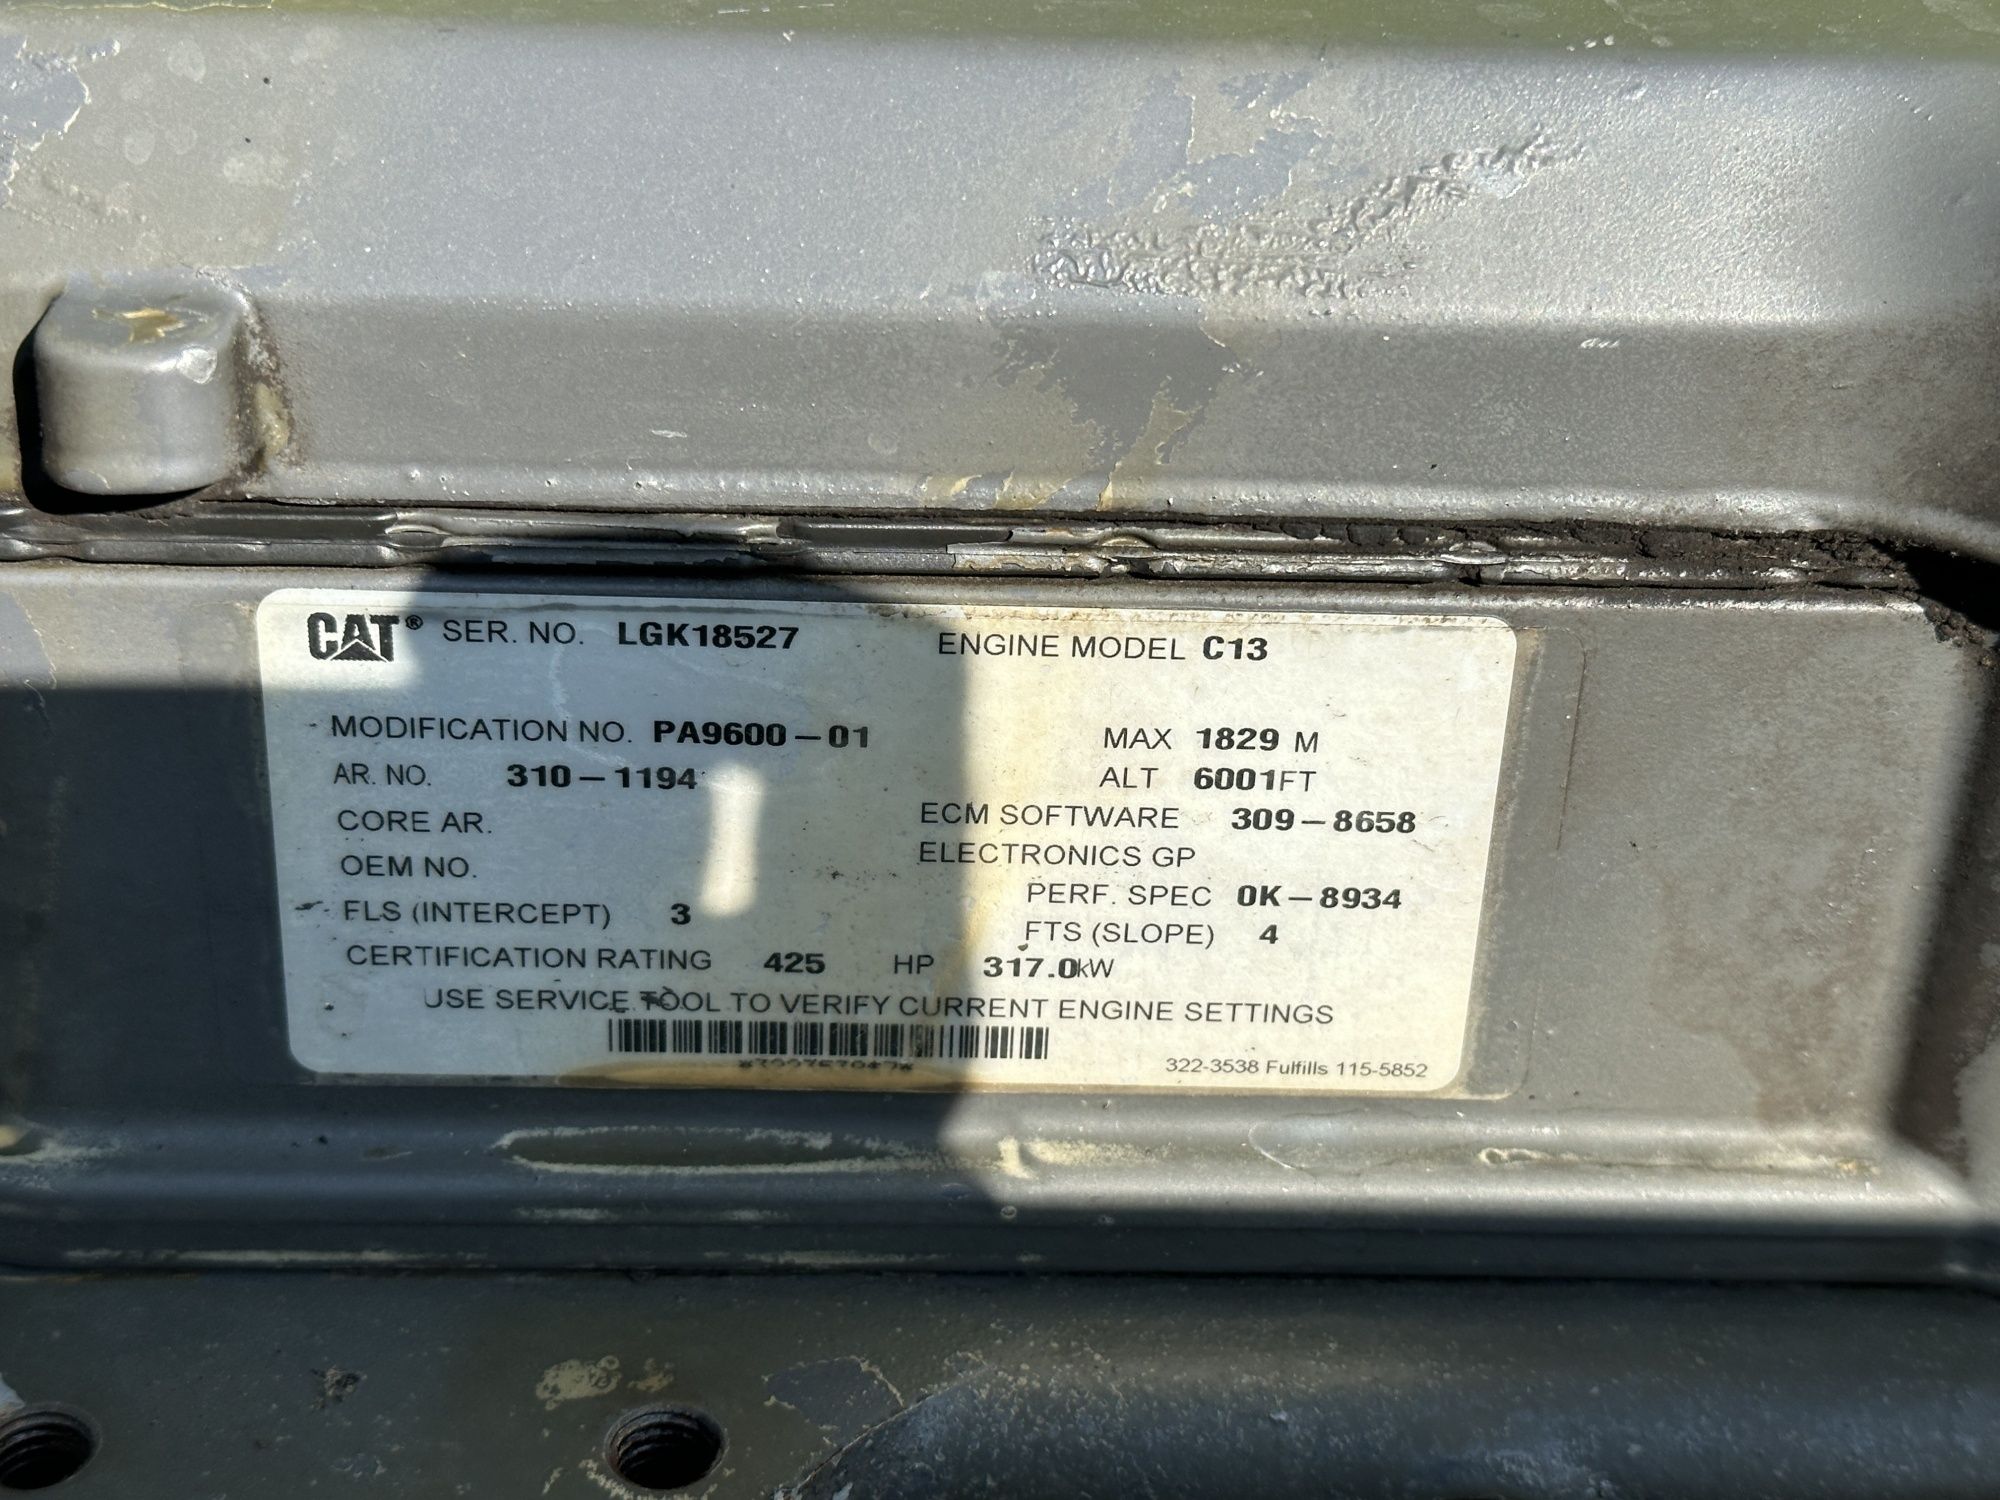 CAT® SER. NO. LGK18527 ENGINE MODEL C13
MODIFICATION NO. PA9600-01 MAX 1829 M
AR. NO. 310-1194 ALT 6001FT
CORE AR. ECM SOFTWARE 309-8658
OEM NO. ELECTRONICS GP
FLS (INTERCEPT) 3 PERF. SPEC 0K-8934
FTS (SLOPE) 4
CERTIFICATION RATING 425 HP 317.0kW
USE SERVICE TOOL TO VERIFY CURRENT ENGINE SETTINGS
322-3538 Fulfills 115-5852